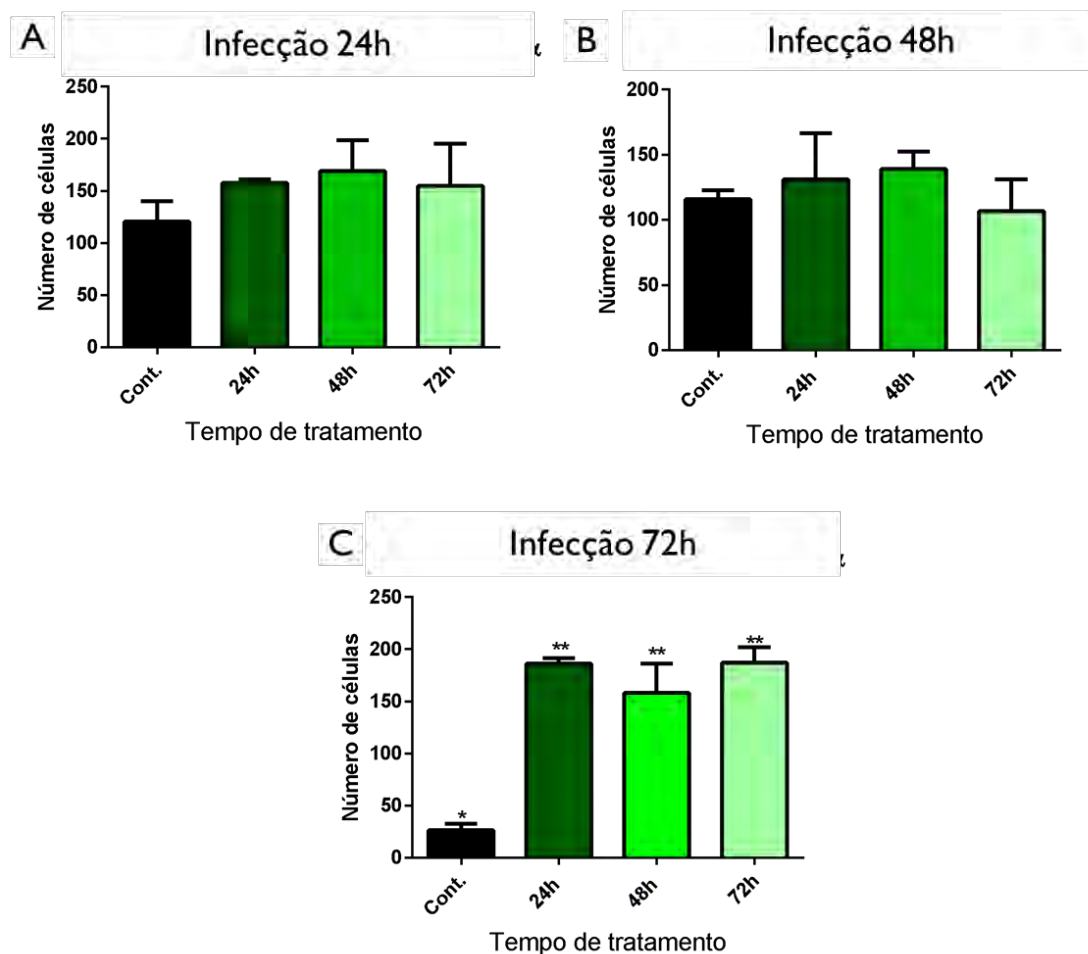 A
Infecção 24h
α
Número de células
250
200
150
100
50
0
Cont.
24h
48h
72h
Tempo de tratamento
B
Infecção 48h
Número de células
200
150
100
50
0
Cont.
24h
48h
72h
Tempo de tratamento
C
Infecção 72h
Número de células
250
200
150
100
50
0
*
**
**
**
Cont.
24h
48h
72h
Tempo de tratamento